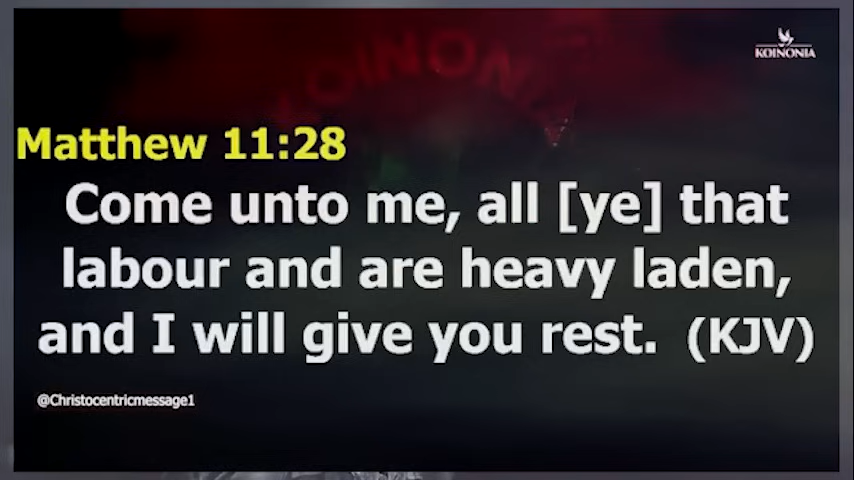 KOINONIA
KOINONIA
Matthew 11:28
Come unto me, all [ye] that
labour and are heavy laden,
and I will give you rest. (KJV)
@Christocentricmessage1